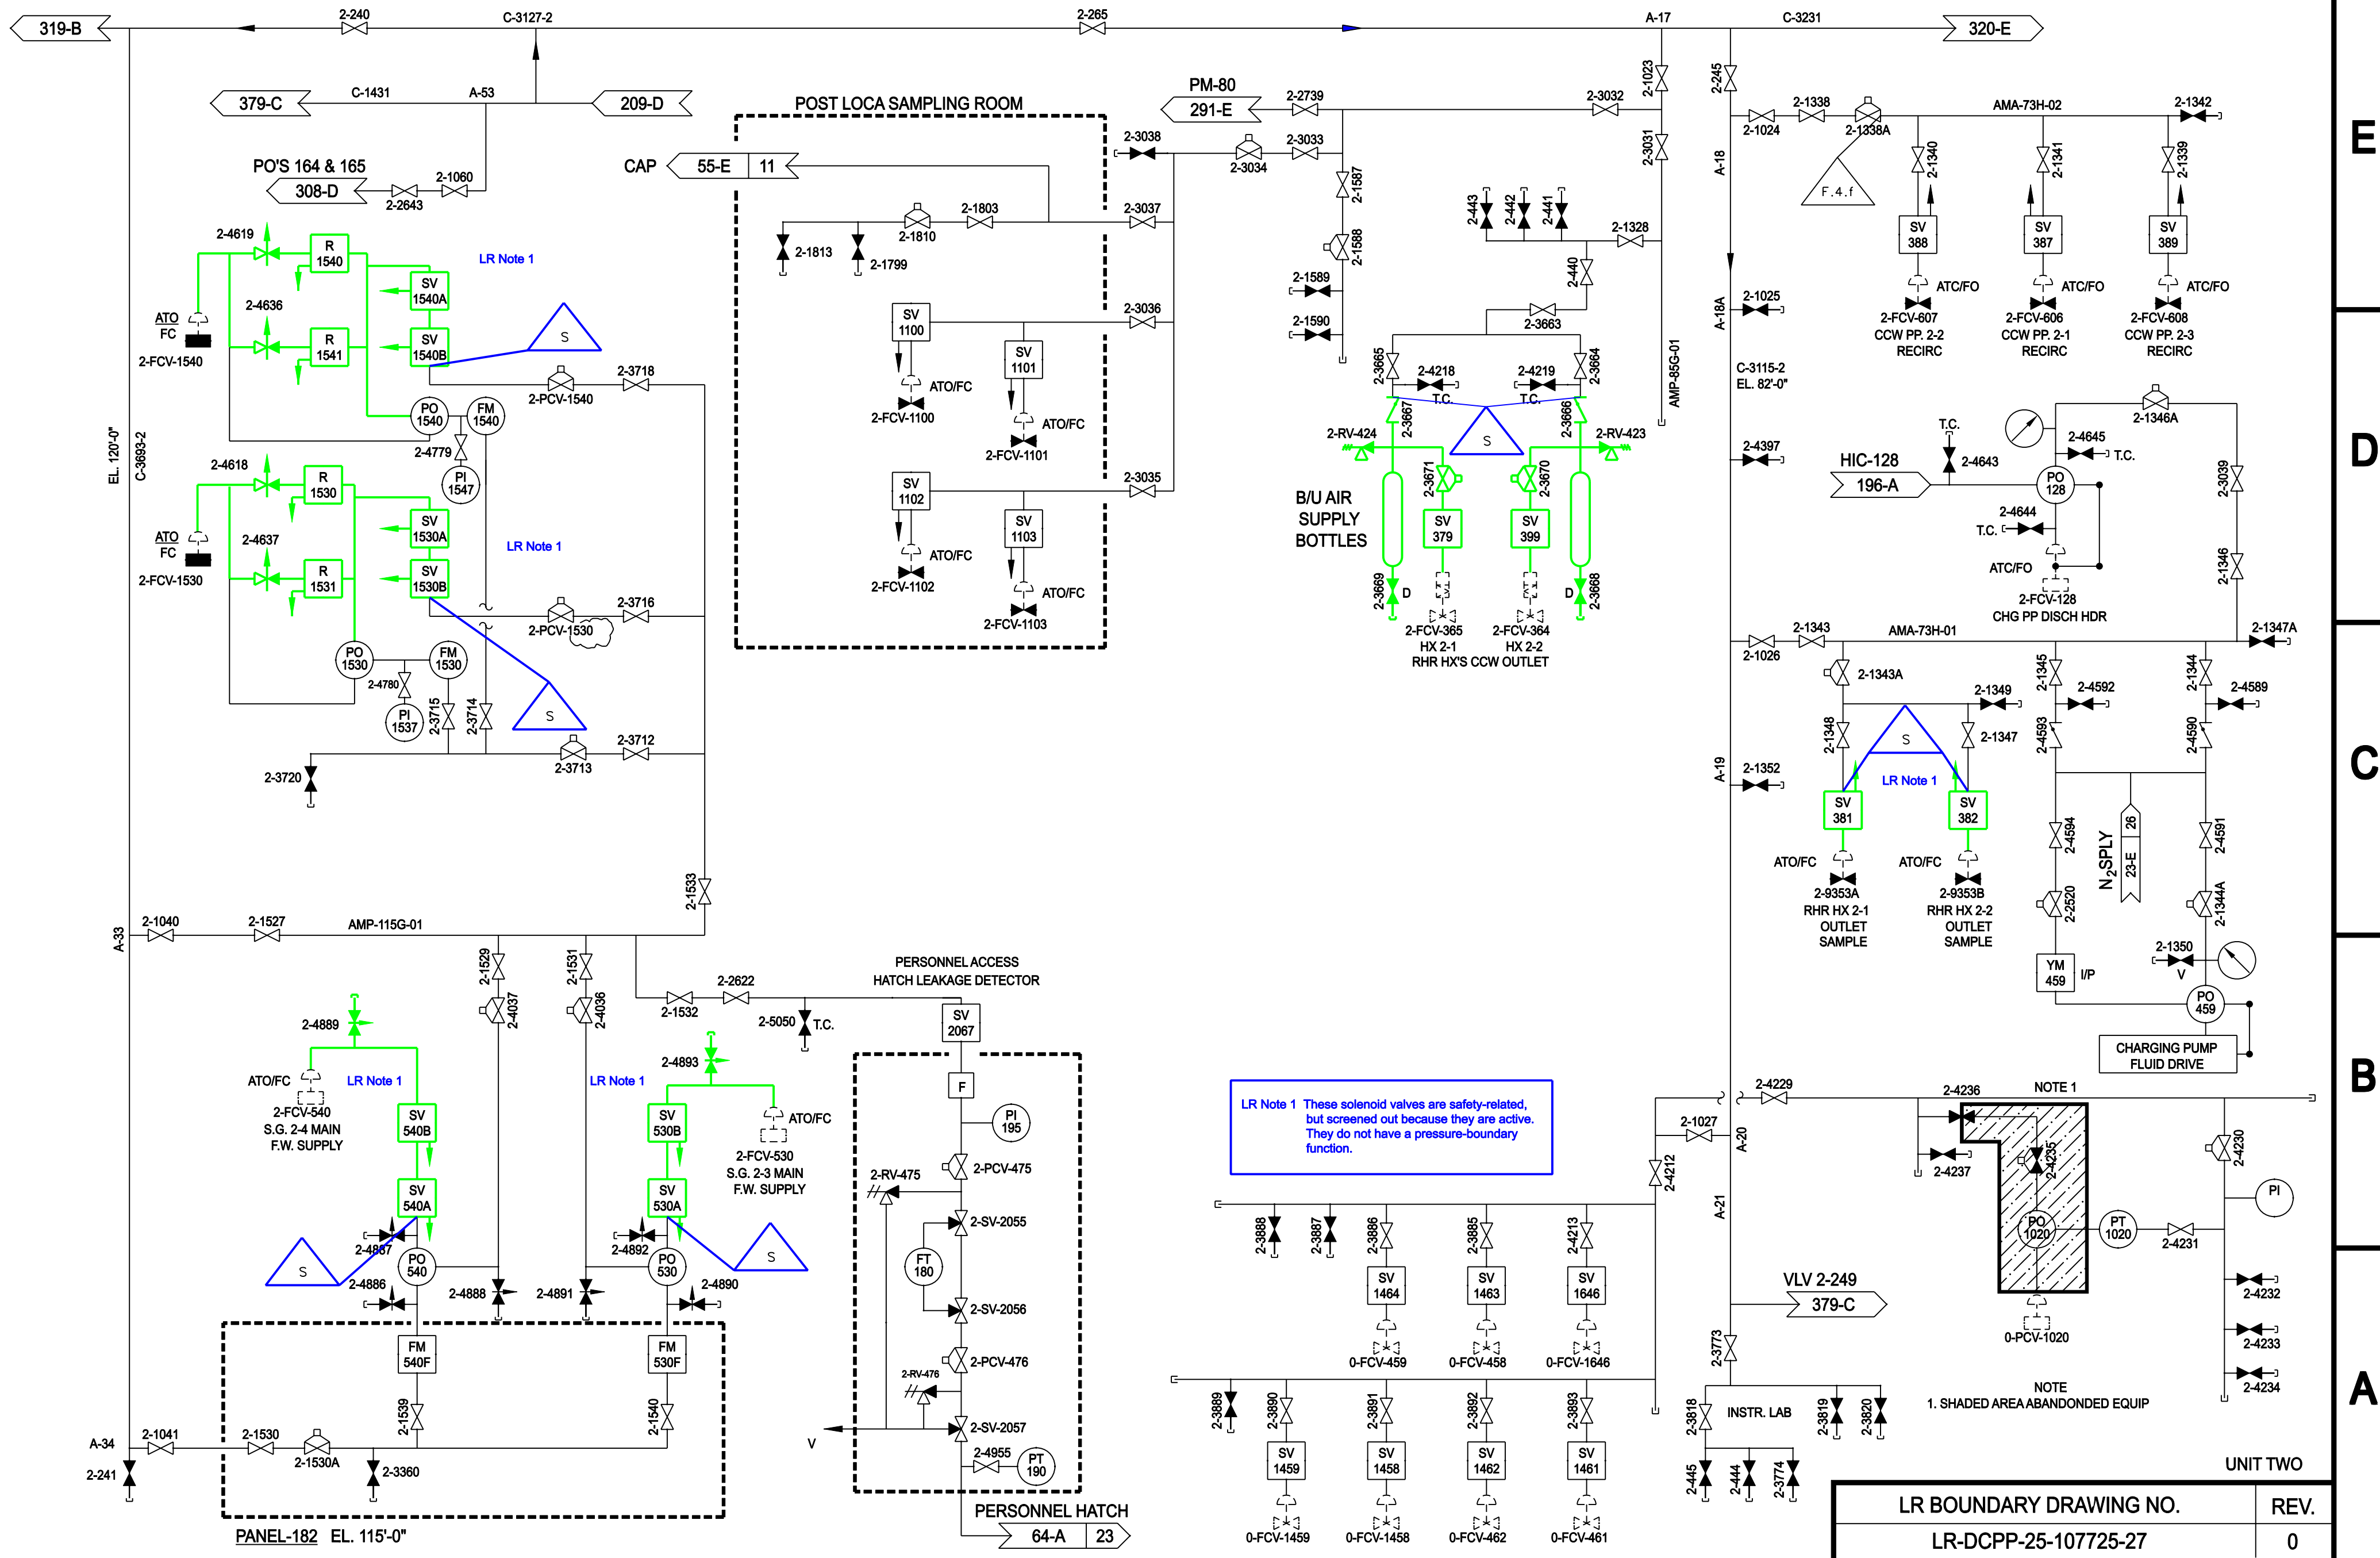 2-240
C-3127-2
2-265
A-17
C-3231
319-B
320-E
E
379-C
C-1431
A-53
209-D
PO'S 164 & 165
308-D
2-2643
2-1060
POST LOCA SAMPLING ROOM
CAP
55-E 11
PM-80
291-E
2-2739
2-3032
2-1023
2-3031
2-245
2-1024
2-1338
2-1338A
F.4.f
AMA-73H-02
2-1342
2-1340
2-1341
2-1339
A-18
2-3038
2-3034
2-3033
2-1587
2-1588
2-1589
2-1590
2-443
2-442
2-441
2-1328
2-440
2-3663
SV
388
SV
387
SV
389
ATC/FO
ATC/FO
ATC/FO
2-FCV-607
CCW PP. 2-2
RECIRC
2-FCV-606
CCW PP. 2-1
RECIRC
2-FCV-608
CCW PP. 2-3
RECIRC
2-4619
R
1540
LR Note 1
SV
1540A
2-4636
R
1541
SV
1540B
S
ATO
FC
2-FCV-1540
2-PCV-1540
2-3718
PO
1540
FM
1540
2-4779
PI
1547
2-1813
2-1799
2-1810
2-1803
2-3037
2-3036
2-3035
SV
1100
SV
1101
ATO/FC
2-FCV-1100
ATO/FC
2-FCV-1101
SV
1102
SV
1103
ATO/FC
2-FCV-1102
ATO/FC
2-FCV-1103
D
EL. 120'-0"
C-3693-2
2-4618
R
1530
SV
1530A
LR Note 1
2-4637
R
1531
SV
1530B
ATO
FC
2-FCV-1530
2-PCV-1530
2-3716
PO
1530
FM
1530
2-4780
PI
1537
2-3715
2-3714
S
2-3712
2-3713
2-3720
2-3665
2-3664
2-4218
T.C.
2-4219
T.C.
2-3667
2-3666
S
2-RV-424
2-RV-423
2-3671
2-3670
B/U AIR
SUPPLY
BOTTLES
SV
379
SV
399
2-3669
D
D
2-3668
2-FCV-365
HX 2-1
2-FCV-364
HX 2-2
RHR HX'S CCW OUTLET
AMP-85G-01
A-18A
2-1025
C-3115-2
EL. 82'-0"
2-4397
HIC-128
196-A
T.C.
2-4643
2-4645
T.C.
PO
128
2-4644
T.C.
ATC/FO
2-FCV-128
CHG PP DISCH HDR
2-1346A
2-3039
2-1346
C
2-1026
2-1343
AMA-73H-01
2-1347A
2-1343A
2-1345
2-1344
2-4592
2-4589
2-1349
2-1348
2-1347
S
LR Note 1
2-4593
2-4590
A-19
2-1352
SV
381
SV
382
ATO/FC
ATO/FC
2-9353A
RHR HX 2-1
OUTLET
SAMPLE
2-9353B
RHR HX 2-2
OUTLET
SAMPLE
N2SPLY
23-E 26
2-4594
2-4591
2-2520
2-1344A
2-1350
V
YM
459
I/P
PO
459
CHARGING PUMP
FLUID DRIVE
2-1533
A-33
2-1040
2-1527
AMP-115G-01
2-1529
2-1531
2-4037
2-4036
2-1532
2-2622
PERSONNEL ACCESS
HATCH LEAKAGE DETECTOR
2-5050
T.C.
SV
2067
B
2-4889
ATO/FC
LR Note 1
2-FCV-540
S.G. 2-4 MAIN
F.W. SUPPLY
SV
540B
SV
540A
2-4887
S
PO
540
2-4886
2-4888
2-4893
LR Note 1
SV
530B
ATO/FC
2-FCV-530
S.G. 2-3 MAIN
F.W. SUPPLY
SV
530A
2-4892
PO
530
S
2-4891
2-4890
F
PI
195
2-PCV-475
2-RV-475
2-SV-2055
FT
180
2-SV-2056
2-PCV-476
2-RV-476
2-SV-2057
V
2-4955
PT
190
PERSONNEL HATCH
64-A 23
LR Note 1 These solenoid valves are safety-related,
but screened out because they are active.
They do not have a pressure-boundary
function.
2-1027
2-4229
2-4212
A-20
A-21
2-4236
NOTE 1
2-4237
2-4235
2-4230
PO
1020
PT
1020
2-4231
PI
0-PCV-1020
2-4232
2-4233
2-4234
2-3888
2-3887
2-3886
2-3885
2-4213
SV
1464
SV
1463
SV
1646
0-FCV-459
0-FCV-458
0-FCV-1646
VLV 2-249
379-C
2-3773
A
2-3889
2-3890
2-3891
2-3892
2-3893
SV
1459
SV
1458
SV
1462
SV
1461
0-FCV-1459
0-FCV-1458
0-FCV-462
0-FCV-461
2-3818
INSTR. LAB
2-3819
2-3820
2-445
2-444
2-3774
NOTE
1. SHADED AREA ABANDONDED EQUIP
FM
540F
FM
530F
2-1539
2-1540
A-34
2-1041
2-1530
2-1530A
2-241
2-3360
PANEL-182 EL. 115'-0"
UNIT TWO
LR BOUNDARY DRAWING NO.
REV.
LR-DCPP-25-107725-27
0